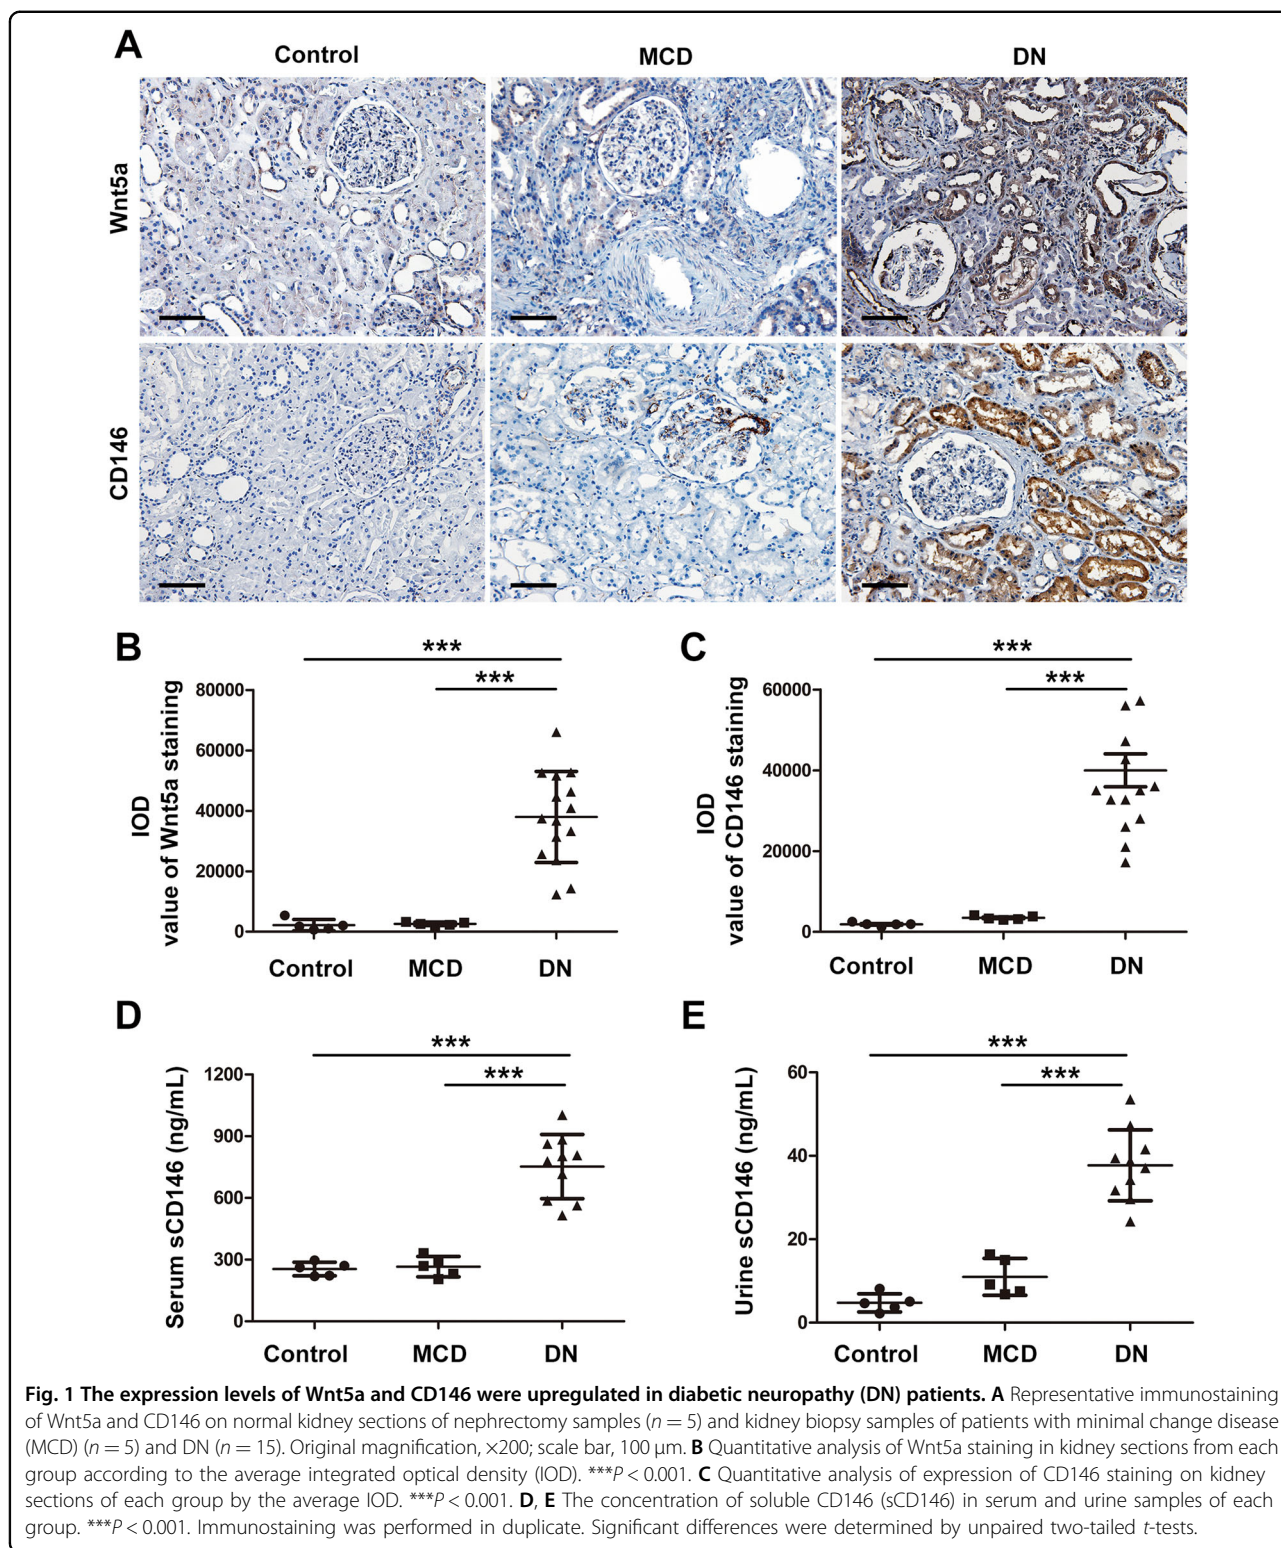 A
Control
MCD
DN
Wnt5a
CD146
B
***
***
IOD
value of Wnt5a staining
80000
60000
40000
20000
0
Control
MCD
DN
C
***
***
IOD
value of CD146 staining
60000
40000
20000
0
Control
MCD
DN
D
***
***
Serum sCD146 (ng/mL)
1200
900
600
300
0
Control
MCD
DN
E
***
***
Urine sCD146 (ng/mL)
60
40
20
0
Control
MCD
DN
Fig. 1 The expression levels of Wnt5a and CD146 were upregulated in diabetic neuropathy (DN) patients. A Representative immunostaining
of Wnt5a and CD146 on normal kidney sections of nephrectomy samples (n = 5) and kidney biopsy samples of patients with minimal change disease
(MCD) (n = 5) and DN (n = 15). Original magnification, ×200; scale bar, 100 μm. B Quantitative analysis of Wnt5a staining in kidney sections from each
group according to the average integrated optical density (IOD). ***P < 0.001. C Quantitative analysis of expression of CD146 staining on kidney
sections of each group by the average IOD. ***P < 0.001. D, E The concentration of soluble CD146 (sCD146) in serum and urine samples of each
group. ***P < 0.001. Immunostaining was performed in duplicate. Significant differences were determined by unpaired two-tailed t-tests.